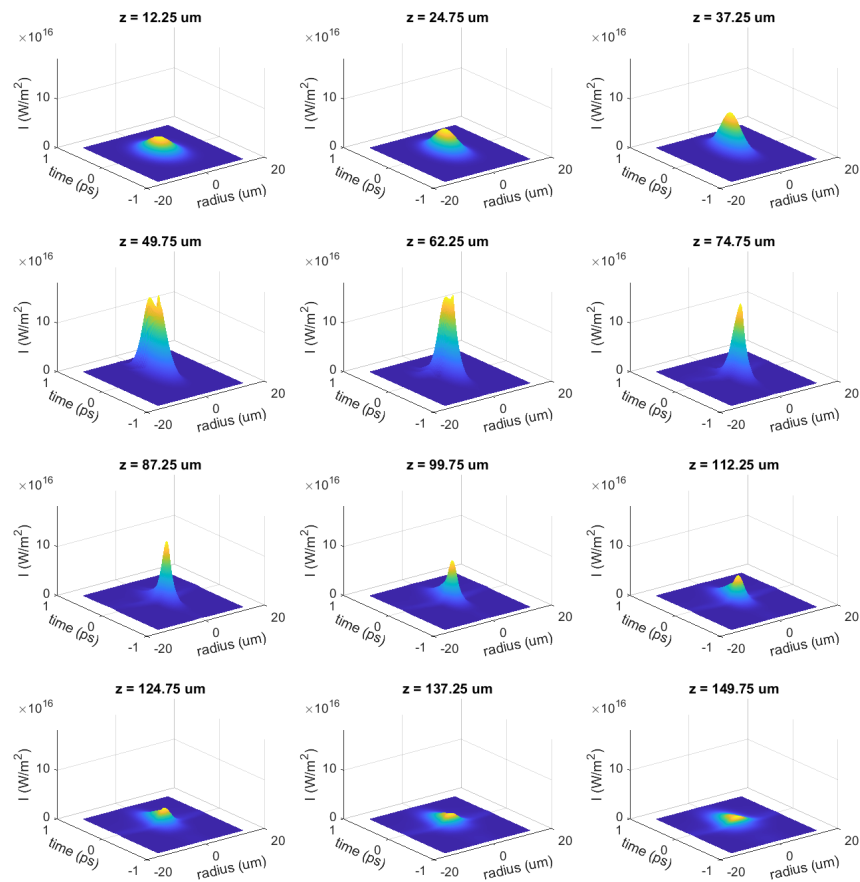 z = 12.25 um
×10^16
I (W/m^2)
10
0
1
0
-1
time (ps)
-20
0
20
radius (um)
z = 24.75 um
×10^16
I (W/m^2)
10
0
1
0
-1
time (ps)
-20
0
20
radius (um)
z = 37.25 um
×10^16
I (W/m^2)
10
0
1
0
-1
time (ps)
-20
0
20
radius (um)
z = 49.75 um
×10^16
I (W/m^2)
10
0
1
0
-1
time (ps)
-20
0
20
radius (um)
z = 62.25 um
×10^16
I (W/m^2)
10
0
1
0
-1
time (ps)
-20
0
20
radius (um)
z = 74.75 um
×10^16
I (W/m^2)
10
0
1
0
-1
time (ps)
-20
0
20
radius (um)
z = 87.25 um
×10^16
I (W/m^2)
10
0
1
0
-1
time (ps)
-20
0
20
radius (um)
z = 99.75 um
×10^16
I (W/m^2)
10
0
1
0
-1
time (ps)
-20
0
20
radius (um)
z = 112.25 um
×10^16
I (W/m^2)
10
0
1
0
-1
time (ps)
-20
0
20
radius (um)
z = 124.75 um
×10^16
I (W/m^2)
10
0
1
0
-1
time (ps)
-20
0
20
radius (um)
z = 137.25 um
×10^16
I (W/m^2)
10
0
1
0
-1
time (ps)
-20
0
20
radius (um)
z = 149.75 um
×10^16
I (W/m^2)
10
0
1
0
-1
time (ps)
-20
0
20
radius (um)